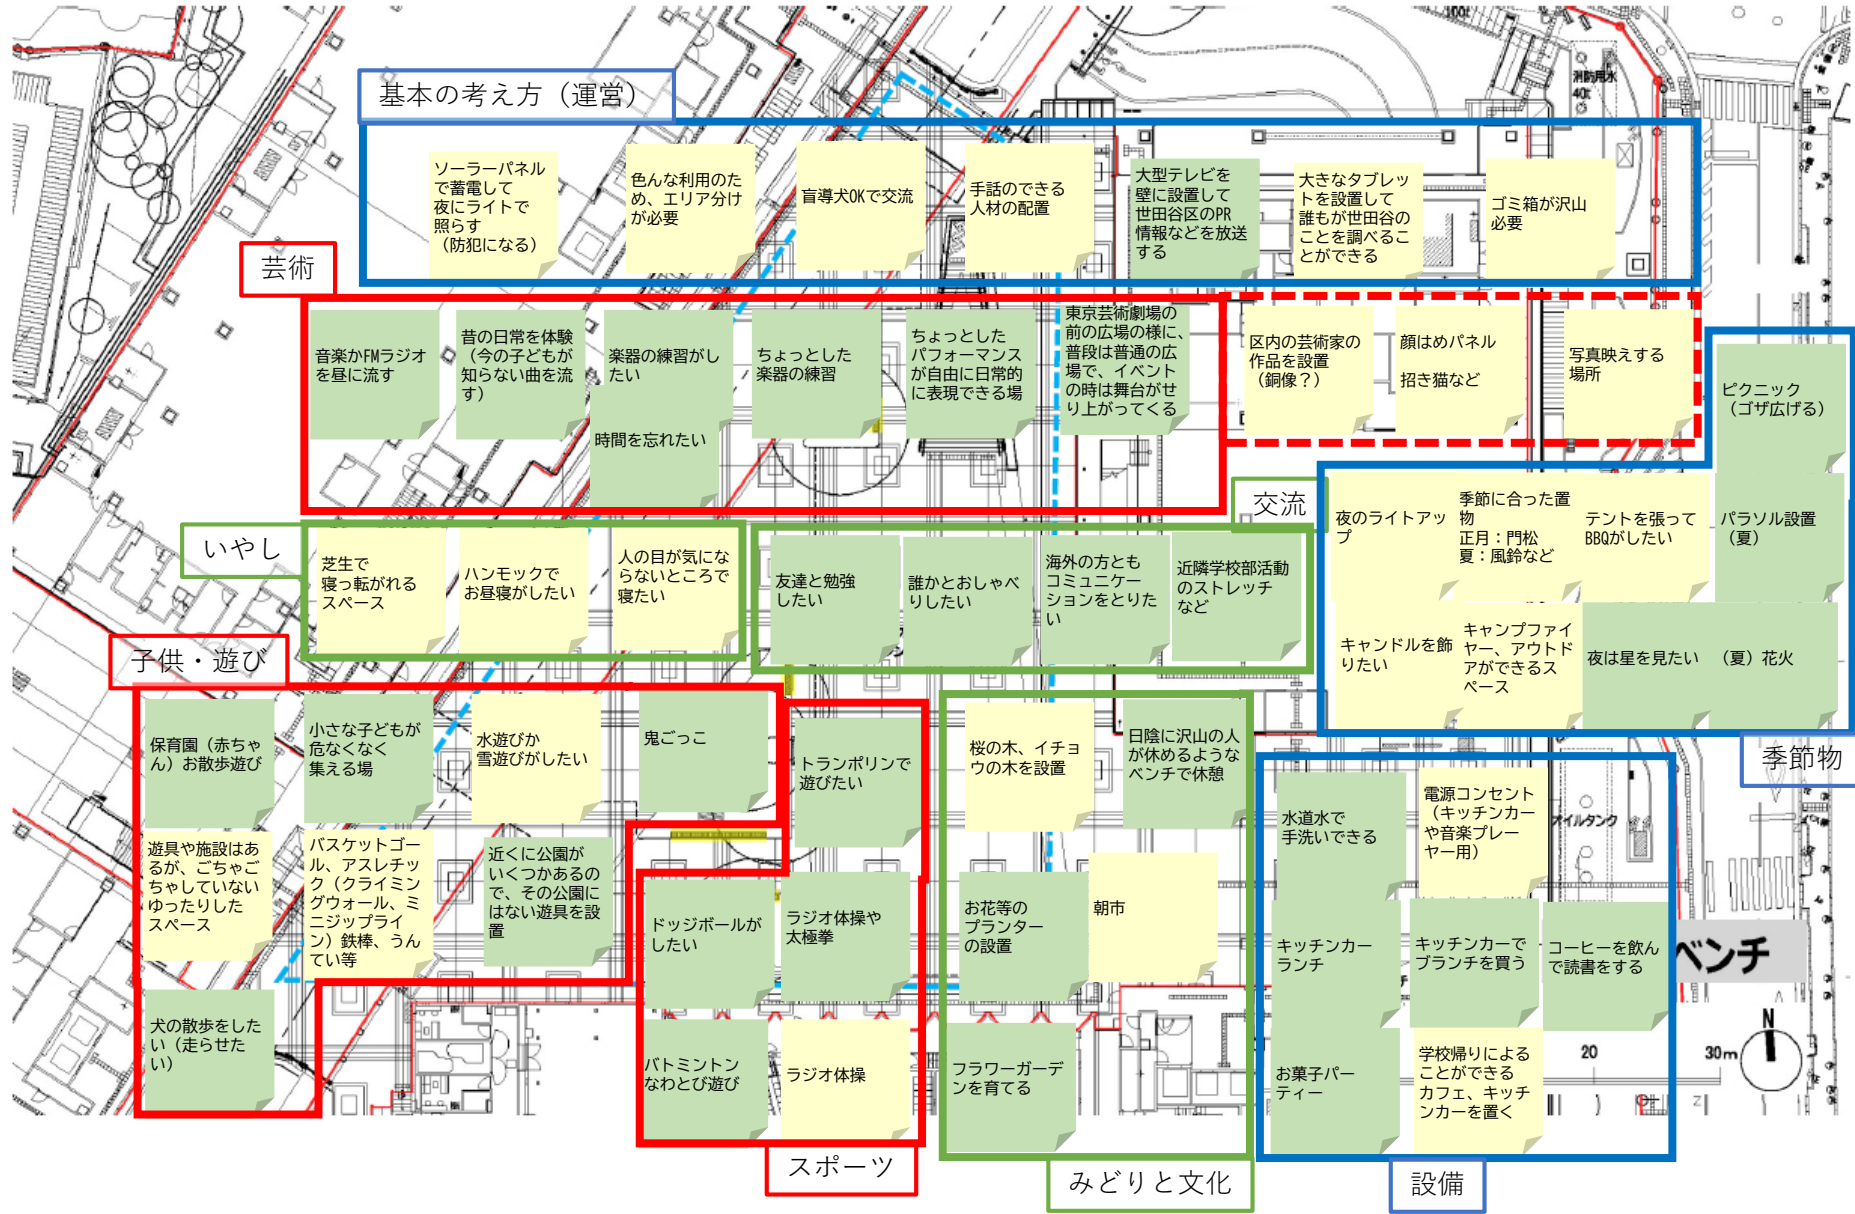 基本の考え方（運営）
消防用水
40t
ソーラーパネル
で蓄電して
夜にライトで
照らす
（防犯になる）
色んな利用のた
め、エリア分け
が必要
盲導犬OKで交流
手話のできる
人材の配置
大型テレビを
壁に設置して
世田谷区のPR
情報などを放送
する
大きなタブレッ
トを設置して
誰もが世田谷の
ことを調べるこ
とができる
ゴミ箱が沢山
必要
芸術
音楽かFMラジオ
を昼に流す
昔の日常を体験
（今の子どもが
知らない曲を流
す）
楽器の練習がし
たい
時間を忘れたい
ちょっとした
楽器の練習
ちょっとした
パフォーマンス
が自由に日常的
に表現できる場
東京芸術劇場の
前の広場の様に、
普段は普通の広
場で、イベント
の時は舞台がせ
り上がってくる
区内の芸術家の
作品を設置
（銅像？）
顔はめパネル
招き猫など
写真映えする
場所
ピクニック
（ゴザ広げる）
いやし
芝生で
寝っ転がれる
スペース
ハンモックで
お昼寝がしたい
人の目が気にな
らないところで
寝たい
交流
友達と勉強
したい
誰かとおしゃべ
りしたい
海外の方とも
コミュニケー
ションをとりた
い
近隣学校部活動
のストレッチ
など
夜のライトアッ
プ
季節に合った置
物
正月：門松
夏：風鈴など
テントを張って
BBQがしたい
パラソル設置
（夏）
キャンドルを飾
りたい
キャンプファイ
ヤー、アウトド
アができるス
ペース
夜は星を見たい
（夏）花火
季節物
子供・遊び
保育園（赤ちゃ
ん）お散歩遊び
小さな子どもが
危なくなく
集える場
水遊びか
雪遊びがしたい
鬼ごっこ
遊具や施設はあ
るが、ごちゃご
ちゃしていない
ゆったりした
スペース
バスケットゴー
ル、アスレチッ
ク（クライミン
グウォール、ミ
ニジップライ
ン）鉄棒、うん
てい等
近くに公園が
いくつかあるの
で、その公園に
はない遊具を設
置
犬の散歩をした
い（走らせた
い）
トランポリンで
遊びたい
ドッジボールが
したい
ラジオ体操や
太極拳
バトミントン
なわとび遊び
ラジオ体操
スポーツ
桜の木、イチョ
ウの木を設置
日陰に沢山の人
が休めるような
ベンチで休憩
お花等の
プランター
の設置
朝市
フラワーガーデ
ンを育てる
みどりと文化
水道水で
手洗いできる
電源コンセント
（キッチンカー
や音楽プレー
ヤー用）
オイルタンク
キッチンカー
ランチ
キッチンカーで
ブランチを買う
コーヒーを飲ん
で読書をする
ベンチ
お菓子パー
ティー
学校帰りによる
ことができる
カフェ、キッチ
ンカーを置く
設備
N
20
30m